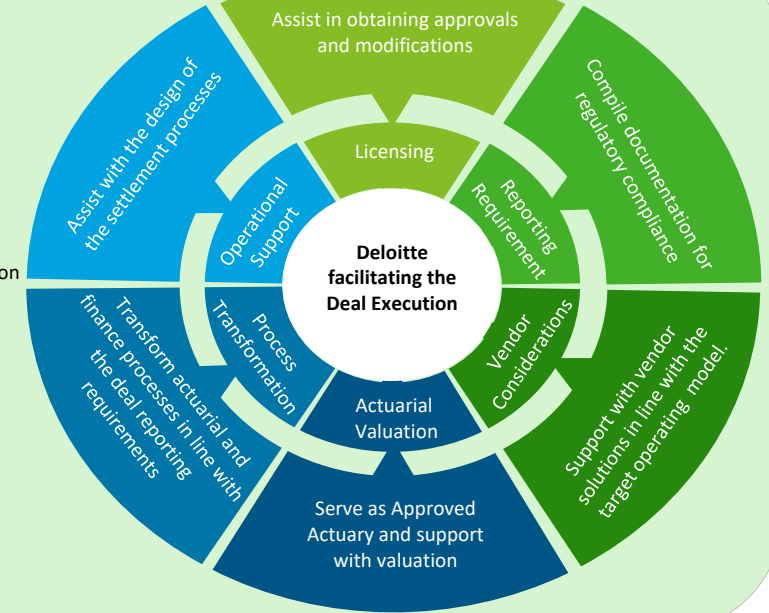 Assist in obtaining approvals
and modifications
Licensing
Compile documentation for
regulatory compliance
Reporting
Requirement
Support with vendor
solutions in line with the
target operating model.
Vendor
Considerations
Actuarial
Valuation
Serve as Approved
Actuary and support
with valuation
Process
Transformation
Transform actuarial and
finance processes in line with
the deal reporting
requirements
Operational
Support
Assist with the design of
the settlement processes
Deloitte
facilitating the
Deal Execution
on